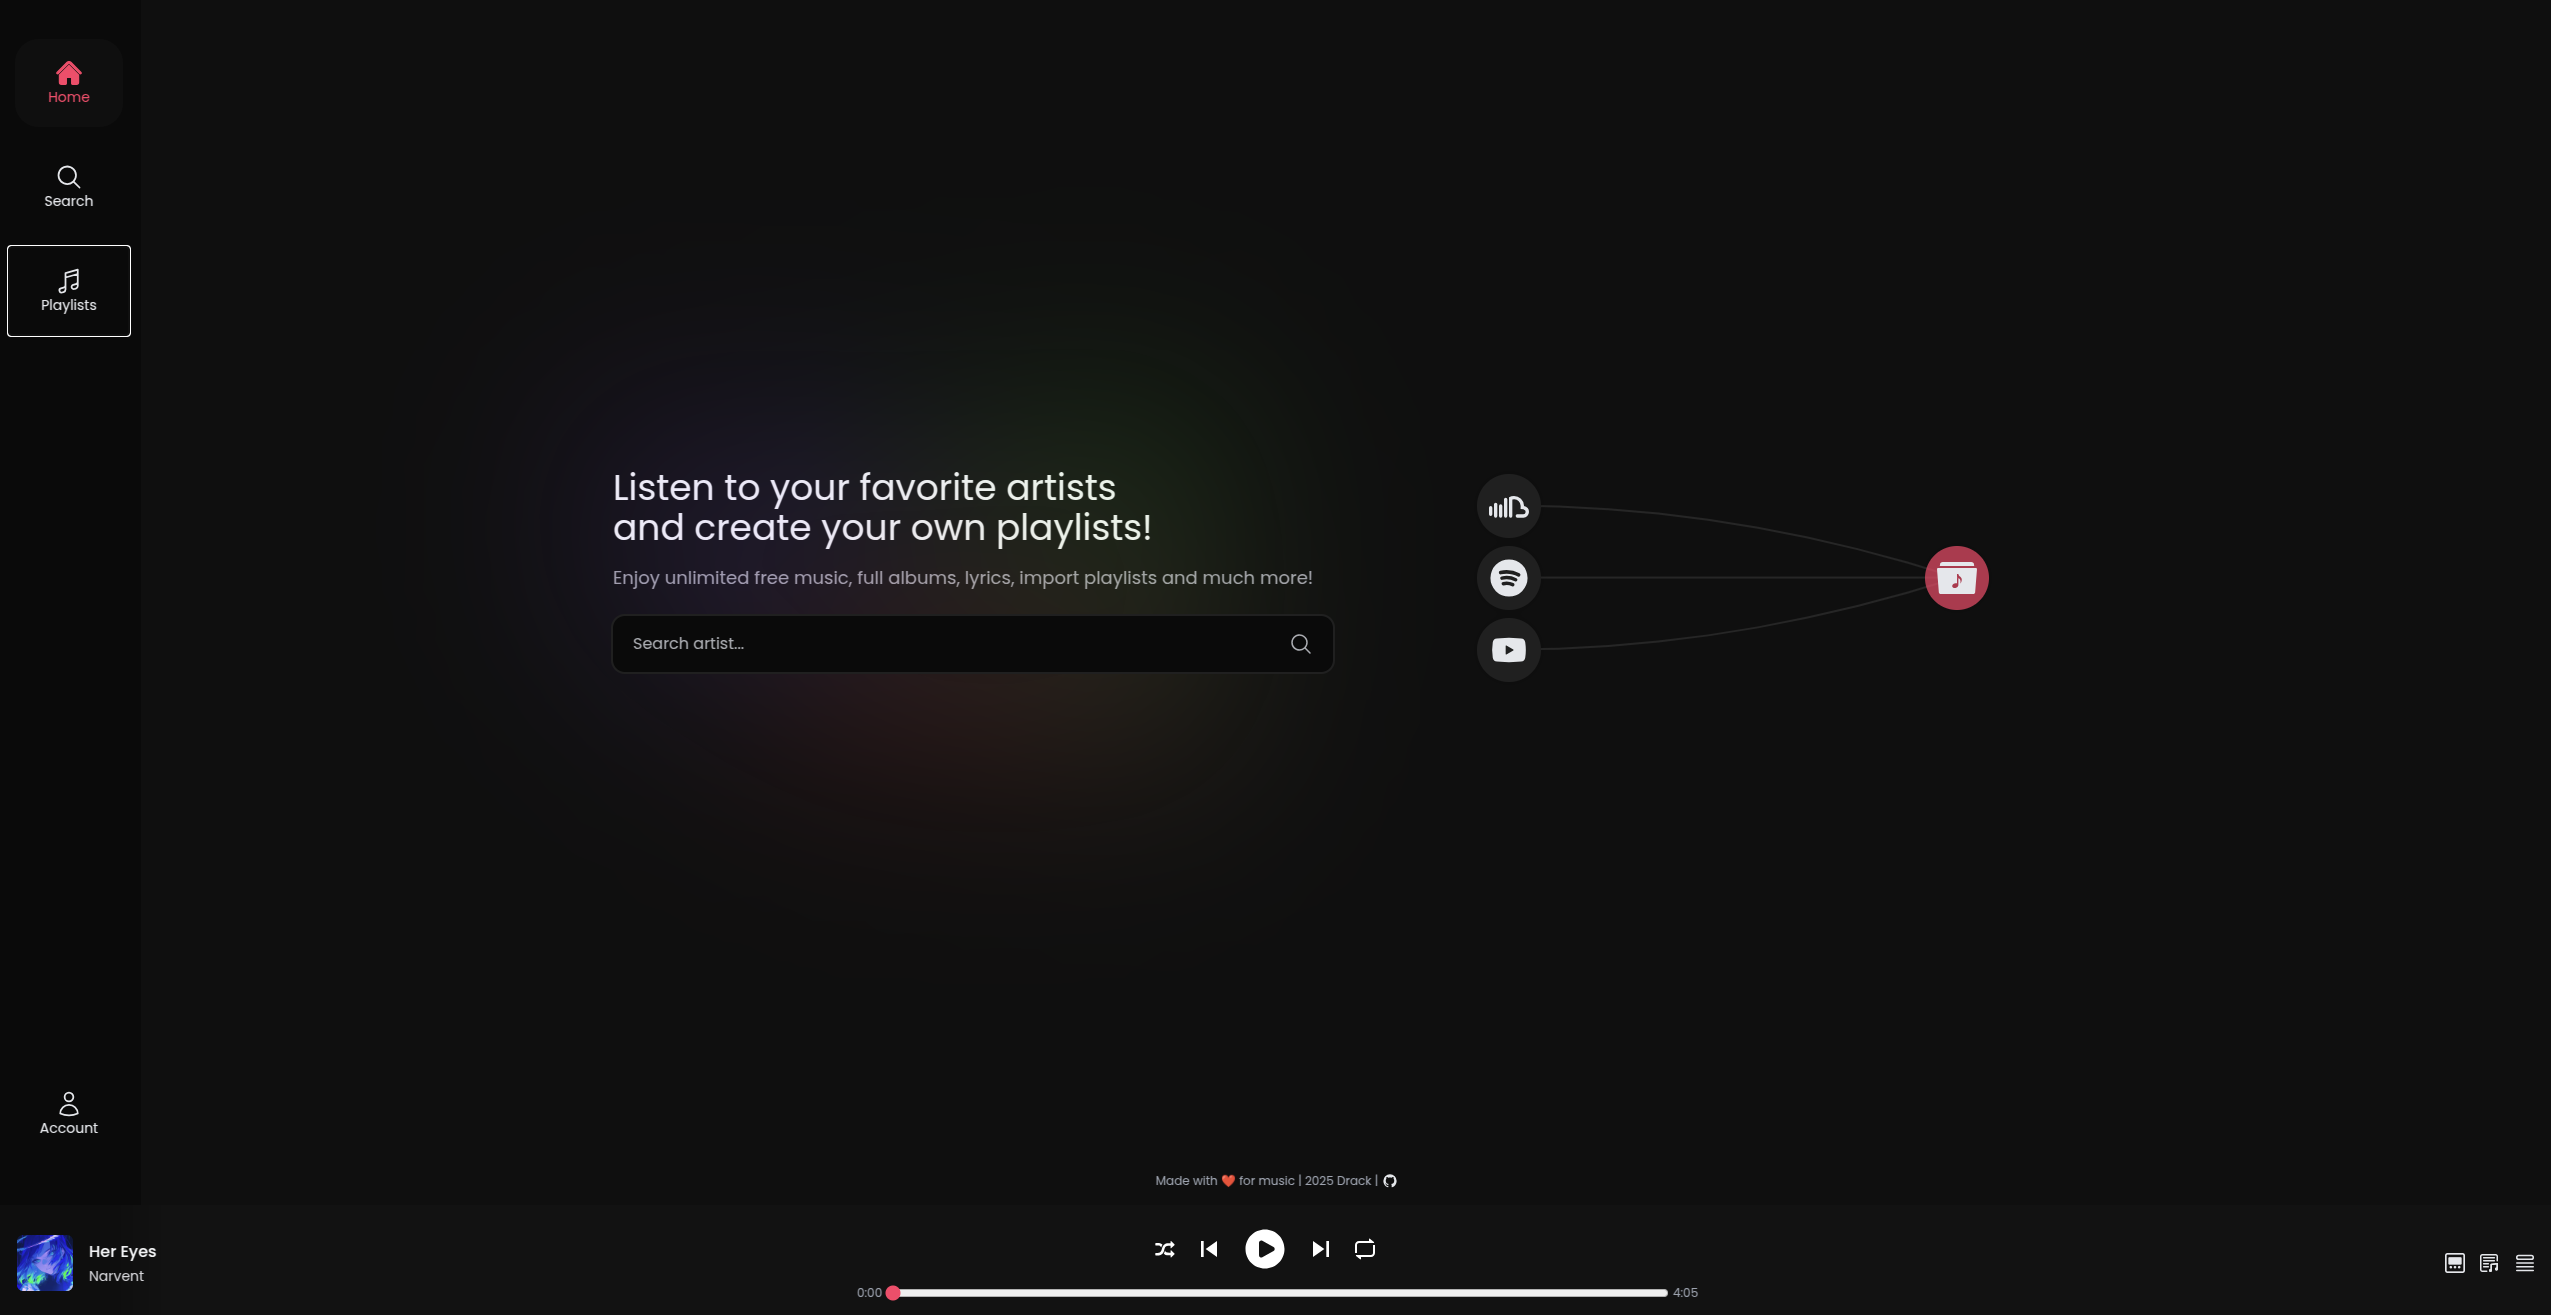 Home
Search
Playlists
Listen to your favorite artists
and create your own playlists!
Enjoy unlimited free music, full albums, lyrics, import playlists and much more!
Search artist...
Account
Made with ❤️ for music | 2025 Drack |
Her Eyes
Narvent
0:00
4:05